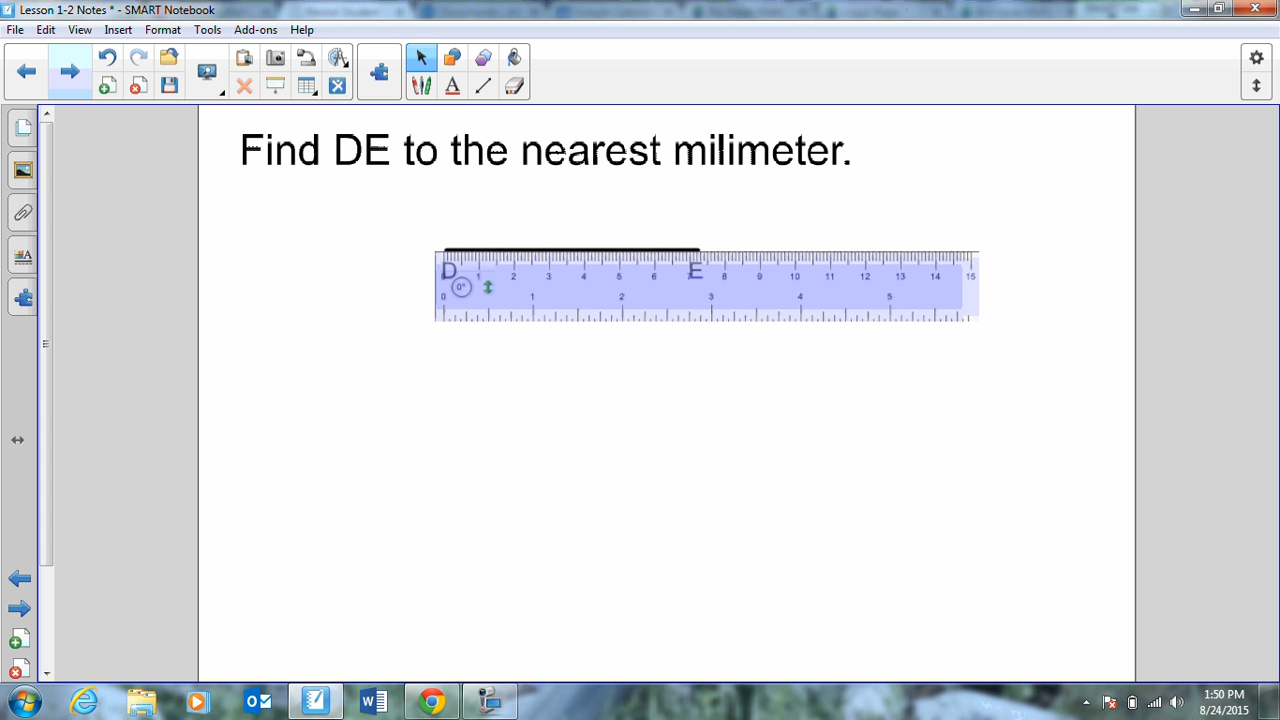 Lesson 1-2 Notes * - SMART Notebook
File Edit View Insert Format Tools Add-ons Help
Find DE to the nearest milimeter.
D E
1 2 3 4 5 6 8 9 10 11 12 13 14 15
0°
0 1 2 3 4 5
1:50 PM
8/24/2015